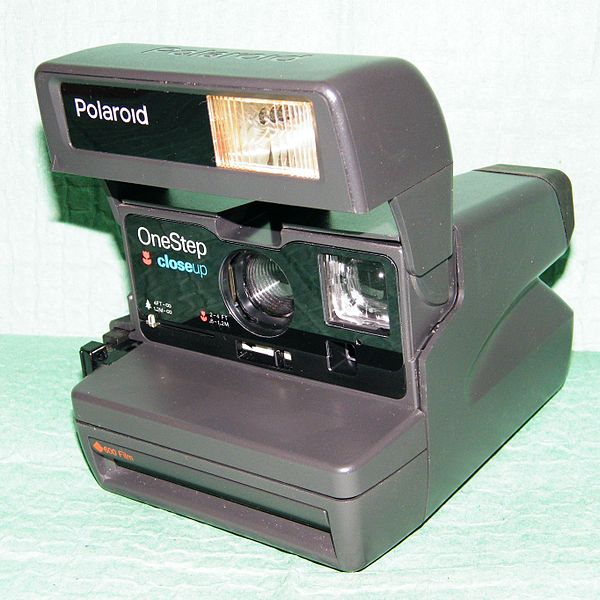 Polaroid
Polaroid
OneStep
closeup
4FT-∞
1.2M-∞
2-4 FT
.6-1.2M
600 Film